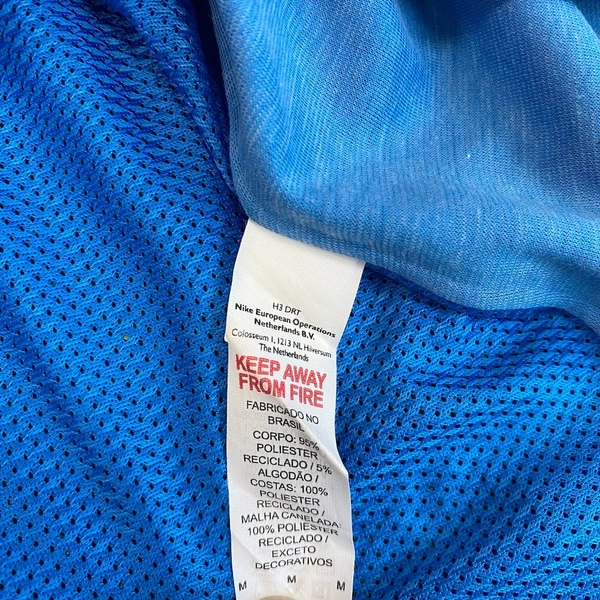 H3 DRT
Nike European Operations
Netherlands B.V.
Colosseum 1, 1213 NL Hilversum
The Netherlands
KEEP AWAY
FROM FIRE
FABRICADO NO
BRASIL
CORPO: 95%
POLIESTER
RECICLADO / 5%
ALGODÃO /
COSTAS: 100%
POLIESTER
RECICLADO /
MALHA CANELADA:
100% POLIESTER
RECICLADO /
EXCETO
DECORATIVOS
M M M